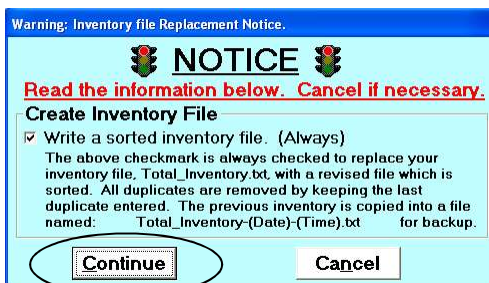 Warning: Inventory file Replacement Notice.
NOTICE
Read the information below. Cancel if necessary.
Create Inventory File
Write a sorted inventory file. (Always)
The above checkmark is always checked to replace your
inventory file, Total_Inventory.txt, with a revised file which is
sorted. All duplicates are removed by keeping the last
duplicate entered. The previous inventory is copied into a file
named: Total_Inventory-(Date)-(Time).txt for backup.
Continue Cancel